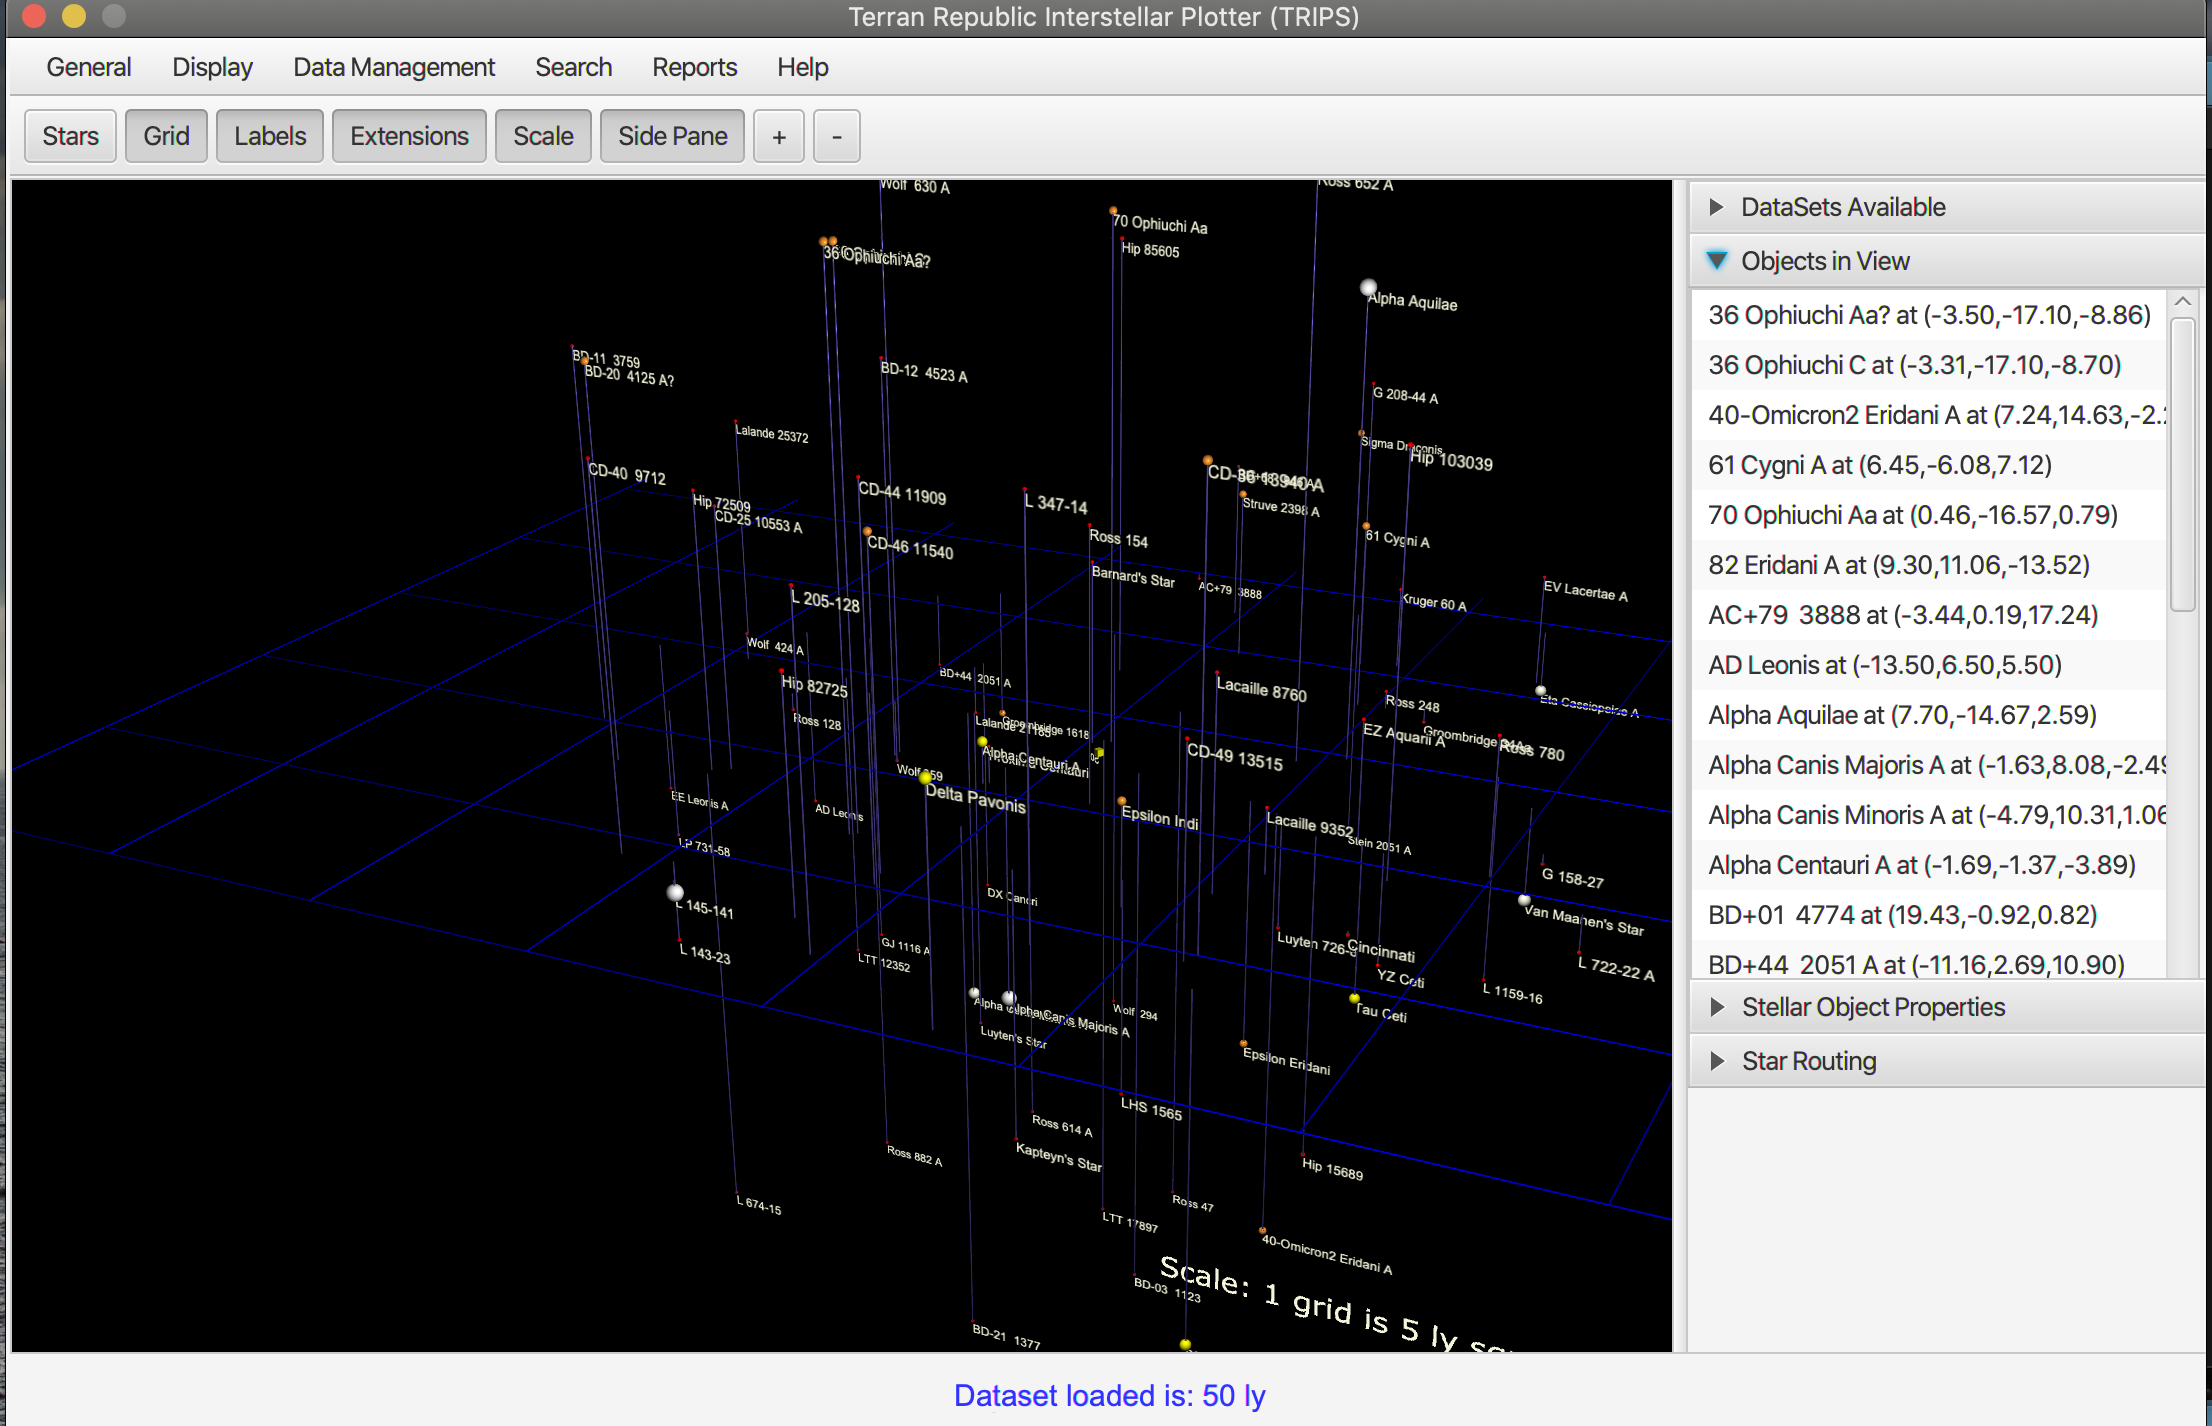 Terran Republic Interstellar Plotter (TRIPS)
General Display Data Management Search Reports Help
Stars Grid Labels Extensions Scale Side Pane + -
Wolf 630 A
Ross 652 A
70 Ophiuchi Aa
Hip 85605
36 Ophiuchi Aa?
Alpha Aquilae
BD-11 3759
BD-20 4125 A?
BD-12 4523 A
G 208-44 A
Lalande 25372
Sigma Draconis
Hip 103039
CD-40 9712
CD-44 11909
CD-36 13940 A
Hip 72509
CD-25 10553 A
L 347-14
Struve 2398 A
CD-46 11540
Ross 154
61 Cygni A
Barnard's Star
AC+79 3888
EV Lacertae A
L 205-128
Kruger 60 A
Wolf 424 A
BD+44 2051 A
Hip 82725
Lacaille 8760
Ross 128
Ross 248
Eta Cassiopeiae A
Lalande 21185
Groombridge 1618
EZ Aquarii A
Groombridge 34 Aa
Ross 780
Alpha Centauri A
Proxima Centauri
CD-49 13515
Wolf 359
Delta Pavonis
EE Leonis A
AD Leonis
Epsilon Indi
Lacaille 9352
Stein 2051 A
LP 731-58
G 158-27
DX Cancri
L 145-141
Van Maanen's Star
GJ 1116 A
L 143-23
LTT 12352
Cincinnati
YZ Ceti
L 722-22 A
L 1159-16
Alpha Canis Majoris A
Wolf 294
Tau Ceti
Luyten's Star
Epsilon Eridani
LHS 1565
Ross 614 A
Ross 882 A
Kapteyn's Star
Hip 15689
L 674-15
Ross 47
LTT 17897
40-Omicron2 Eridani A
BD-03 1123
Scale: 1 grid is 5 ly
BD-21 1377
DataSets Available
Objects in View
36 Ophiuchi Aa? at (-3.50,-17.10,-8.86)
36 Ophiuchi C at (-3.31,-17.10,-8.70)
40-Omicron2 Eridani A at (7.24,14.63,-2.
61 Cygni A at (6.45,-6.08,7.12)
70 Ophiuchi Aa at (0.46,-16.57,0.79)
82 Eridani A at (9.30,11.06,-13.52)
AC+79 3888 at (-3.44,0.19,17.24)
AD Leonis at (-13.50,6.50,5.50)
Alpha Aquilae at (7.70,-14.67,2.59)
Alpha Canis Majoris A at (-1.63,8.08,-2.49
Alpha Canis Minoris A at (-4.79,10.31,1.06
Alpha Centauri A at (-1.69,-1.37,-3.89)
BD+01 4774 at (19.43,-0.92,0.82)
BD+44 2051 A at (-11.16,2.69,10.90)
Stellar Object Properties
Star Routing
Dataset loaded is: 50 ly